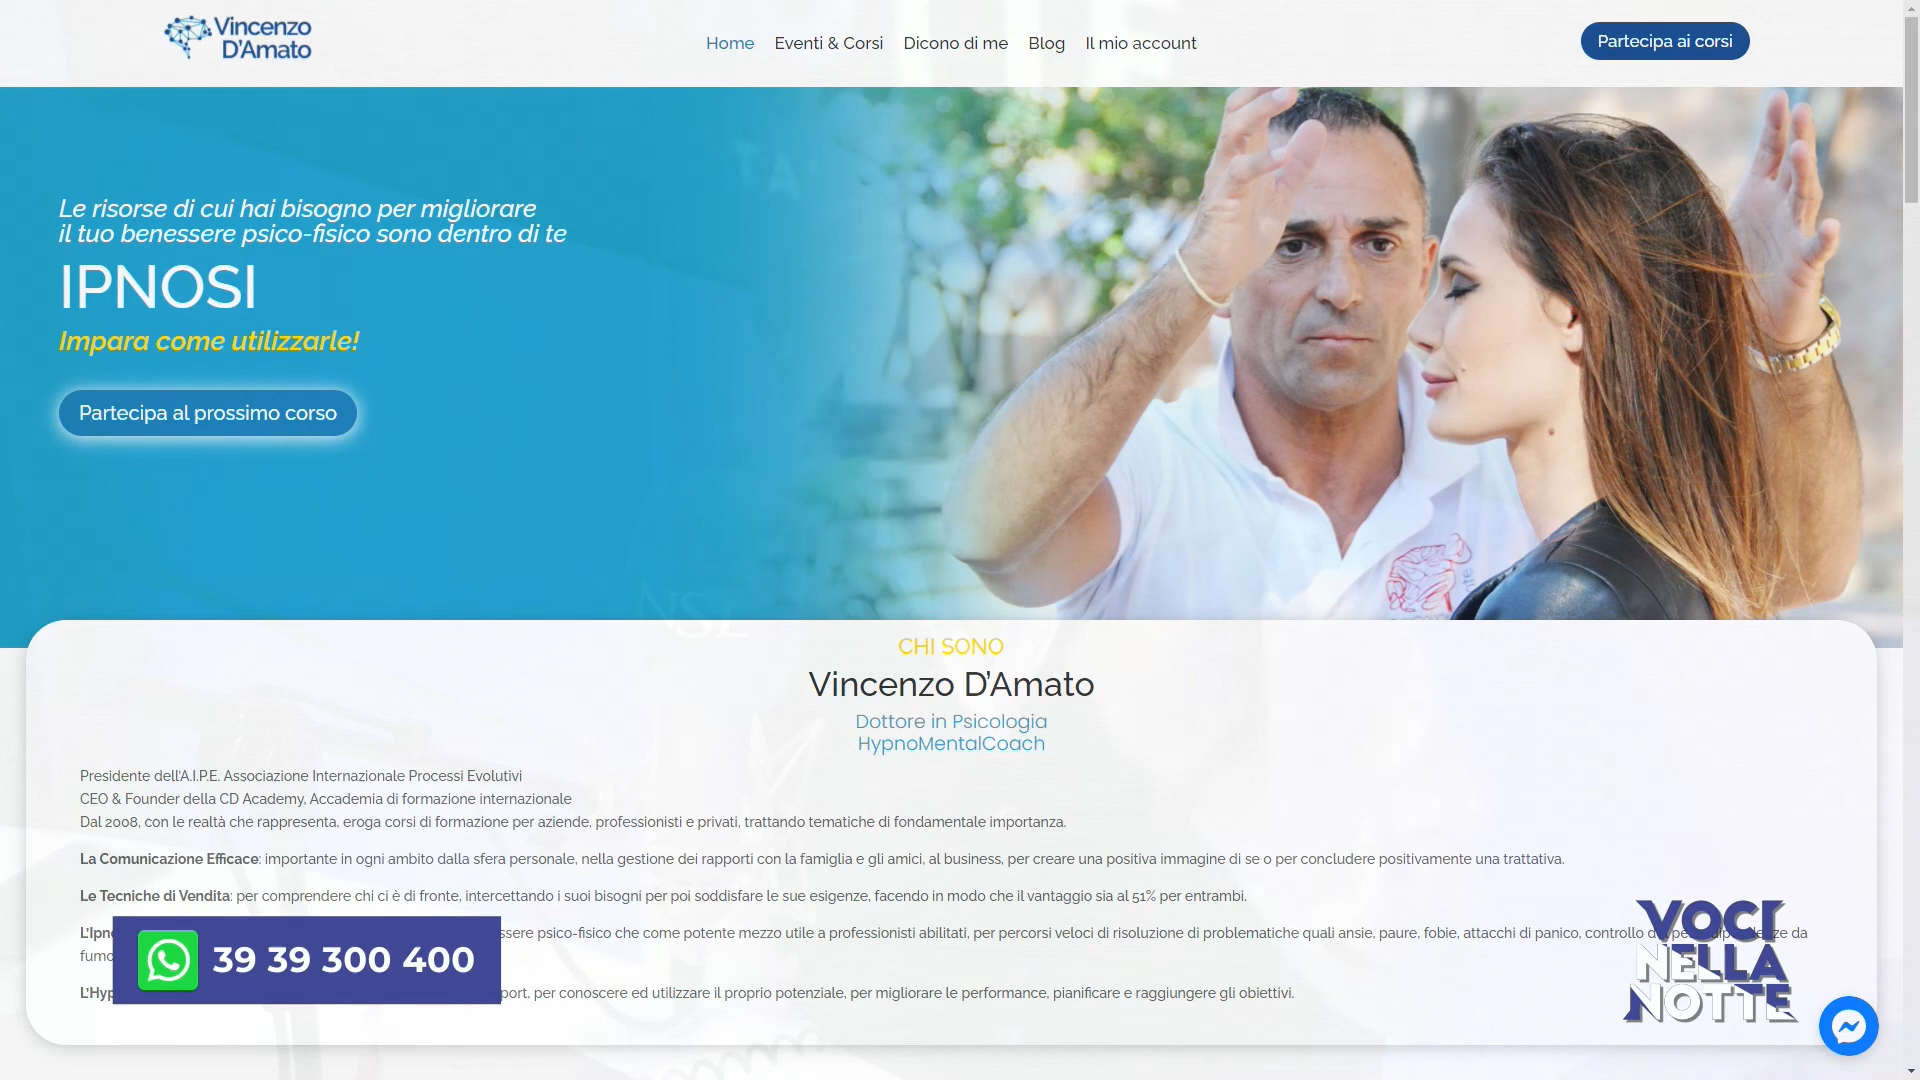 Vincenzo
D'Amato
Home Eventi & Corsi Dicono di me Blog Il mio account
Partecipa ai corsi
Le risorse di cui hai bisogno per migliorare
il tuo benessere psico-fisico sono dentro di te
IPNOSI
Impara come utilizzarle!
Partecipa al prossimo corso
CHI SONO
Vincenzo D’Amato
Dottore in Psicologia
HypnoMentalCoach
Presidente dell’A.I.P.E. Associazione Internazionale Processi Evolutivi
CEO & Founder della CD Academy, Accademia di formazione internazionale
Dal 2008, con le realtà che rappresenta, eroga corsi di formazione per aziende, professionisti e privati, trattando tematiche di fondamentale importanza.
La Comunicazione Efficace: importante in ogni ambito dalla sfera personale, nella gestione dei rapporti con la famiglia e gli amici, al business, per creare una positiva immagine di se o per concludere positivamente una trattativa.
Le Tecniche di Vendita: per comprendere chi ci è di fronte, intercettando i suoi bisogni per poi soddisfare le sue esigenze, facendo in modo che il vantaggio sia al 51% per entrambi.
psico-fisico che come potente mezzo utile a professionisti abilitati, per percorsi veloci di risoluzione di problematiche quali ansie, paure, fobie, attacchi di panico, controllo da
per conoscere ed utilizzare il proprio potenziale, per migliorare le performance, pianificare e raggiungere gli obiettivi.
39 39 300 400
VOCI
NELLA
NOTTE